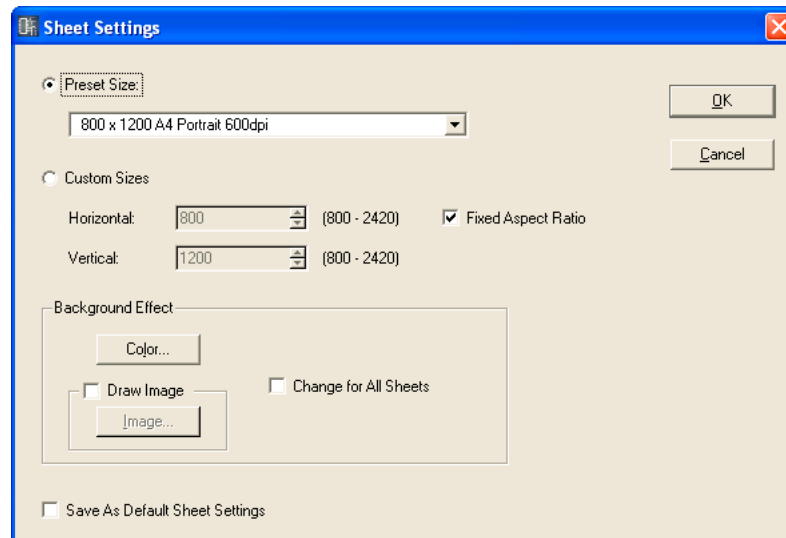 Sheet Settings
Preset Size:
OK
800 x 1200 A4 Portrait 600dpi
Cancel
Custom Sizes
Horizontal: 800 (800 - 2420) Fixed Aspect Ratio
Vertical: 1200 (800 - 2420)
Background Effect
Color...
Draw Image Change for All Sheets
Image...
Save As Default Sheet Settings